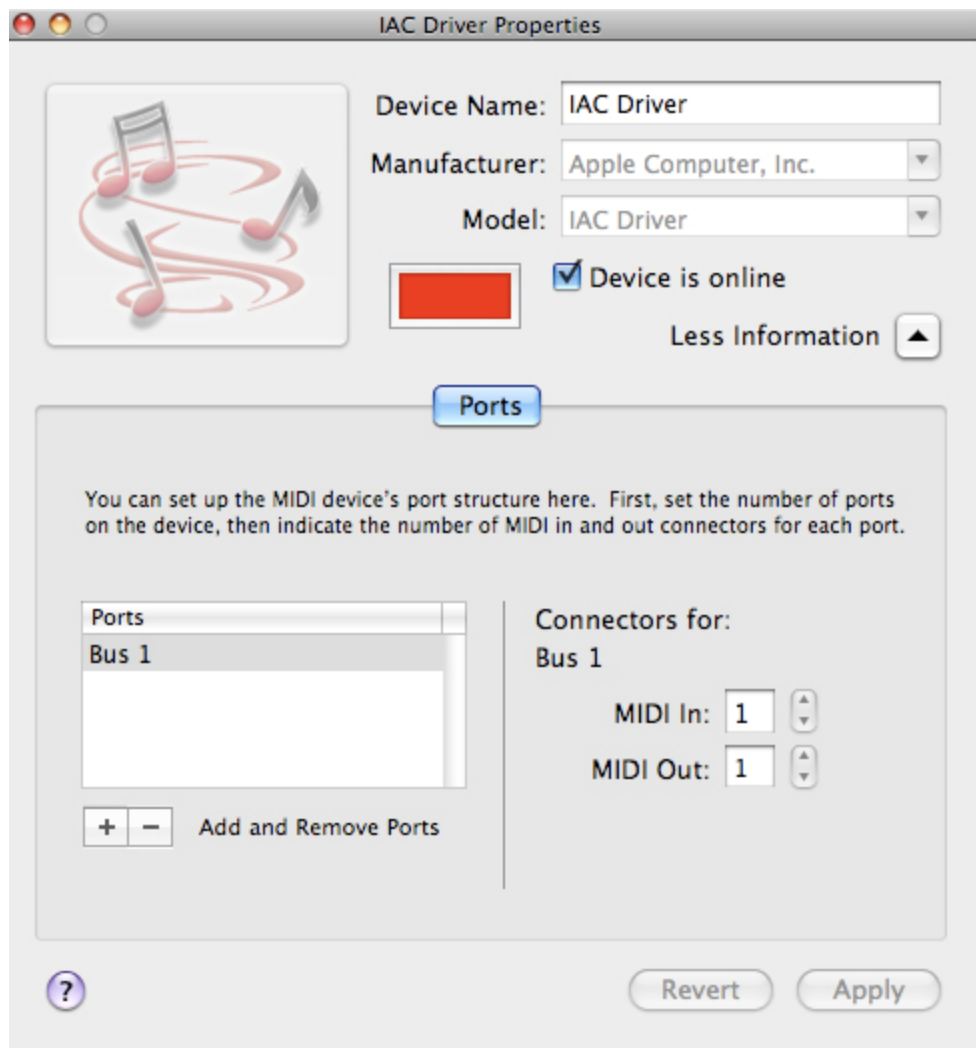 IAC Driver Properties
Device Name: IAC Driver
Manufacturer: Apple Computer, Inc.
Model: IAC Driver
Device is online
Less Information
Ports
You can set up the MIDI device's port structure here. First, set the number of ports
on the device, then indicate the number of MIDI in and out connectors for each port.
Ports
Bus 1
+ − Add and Remove Ports
Connectors for:
Bus 1
MIDI In: 1
MIDI Out: 1
? Revert Apply